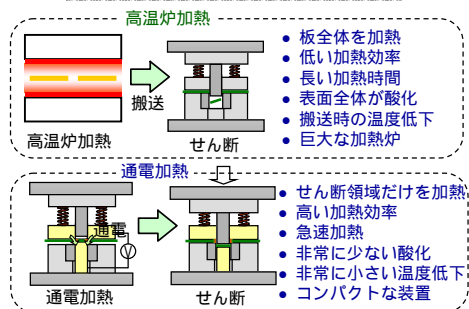 高温炉加熱
搬送
高温炉加熱
せん断
● 板全体を加熱
● 低い加熱効率
● 長い加熱時間
● 表面全体が酸化
● 搬送時の温度低下
● 巨大な加熱炉
通電加熱
通電
V
通電加熱
せん断
● せん断領域だけを加熱
● 高い加熱効率
● 急速加熱
● 非常に少ない酸化
● 非常に小さい温度低下
● コンパクトな装置